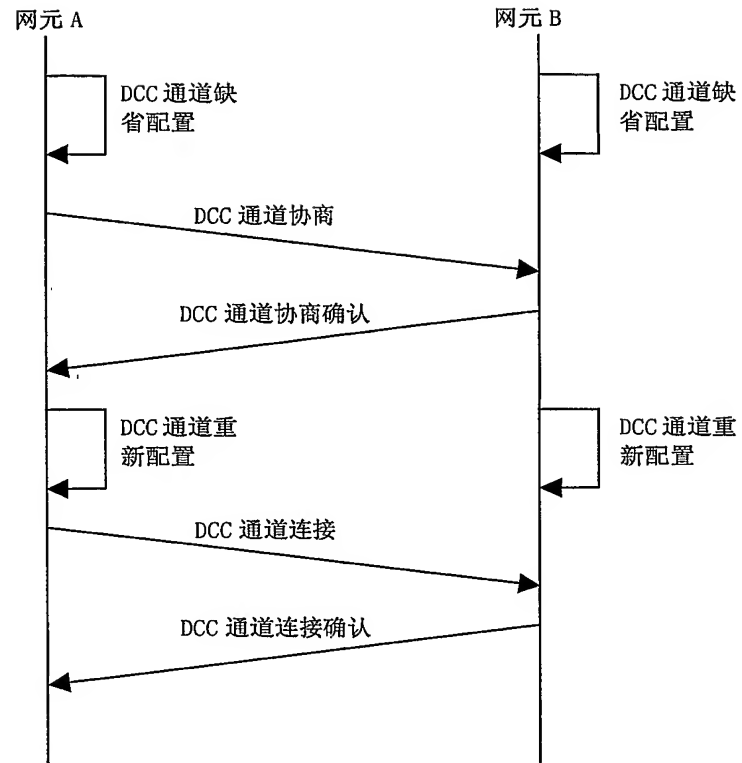 网元 A
网元 B
DCC 通道缺
省配置
DCC 通道缺
省配置
DCC 通道协商
DCC 通道协商确认
DCC 通道重
新配置
DCC 通道重
新配置
DCC 通道连接
DCC 通道连接确认